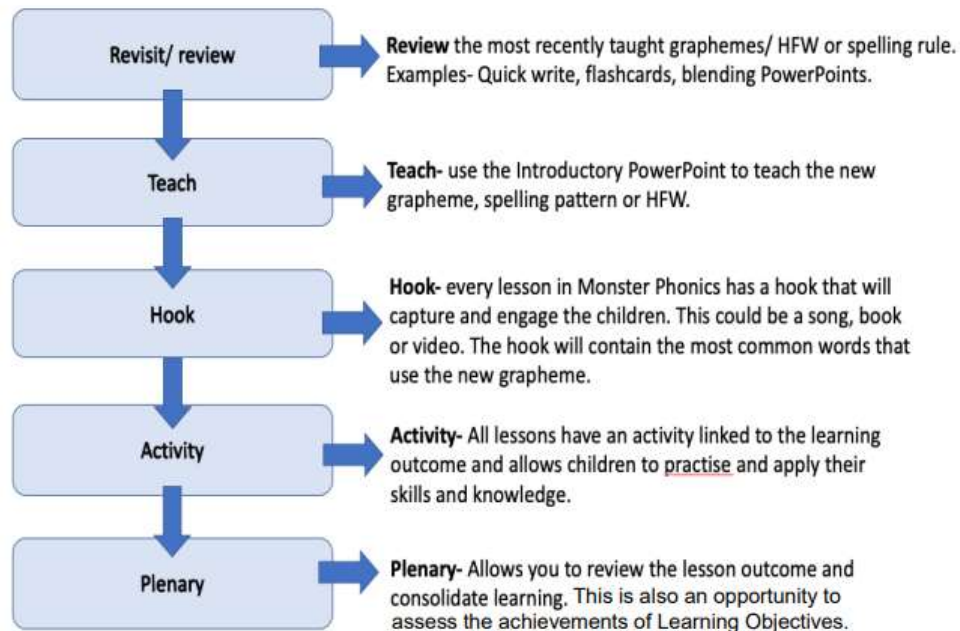 Revisit/ review
Review the most recently taught graphemes/ HFW or spelling rule.
Examples- Quick write, flashcards, blending PowerPoints.
Teach
Teach- use the Introductory PowerPoint to teach the new
grapheme, spelling pattern or HFW.
Hook
Hook- every lesson in Monster Phonics has a hook that will
capture and engage the children. This could be a song, book
or video. The hook will contain the most common words that
use the new grapheme.
Activity
Activity- All lessons have an activity linked to the learning
outcome and allows children to practise and apply their
skills and knowledge.
Plenary
Plenary- Allows you to review the lesson outcome and
consolidate learning. This is also an opportunity to
assess the achievements of Learning Objectives.